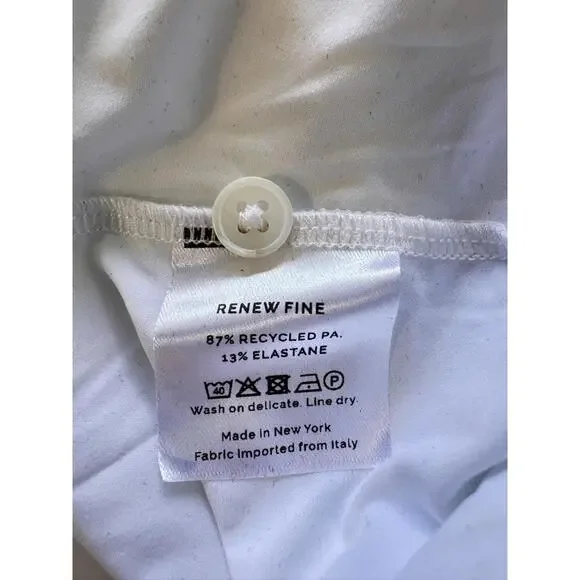 RENEW FINE
87% RECYCLED PA.
13% ELASTANE
40 P
Wash on delicate. Line dry.
Made in New York
Fabric Imported from Italy